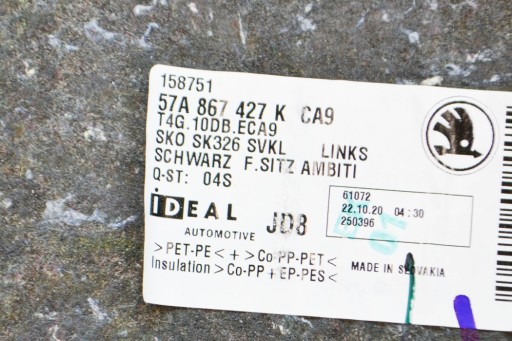 158751
57A 867 427 K CA9
T4G.10DB.ECA9
SKO SK326 SVKL LINKS
SCHWARZ F.SITZ AMBITI
Q-ST: 04S
iDEAL
AUTOMOTIVE
JD8
61072
22.10.20 04:30
250396
>PET-PE< + >Co-PP-PET<
Insulation >Co-PP + EP-PES<
MADE IN SLOVAKIA